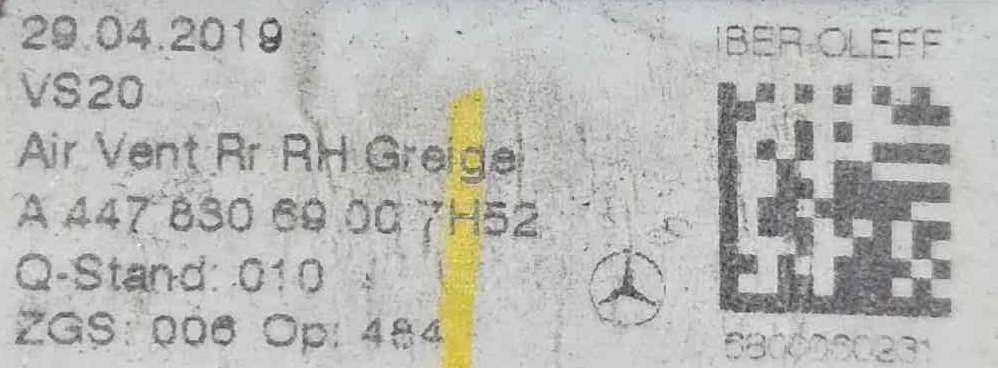 29.04.2019
VS20
Air Vent Rr RH Greige
A 447 830 69 00 7H52
Q-Stand: 010
ZGS: 006 Op: 484
IBER-OLEFF